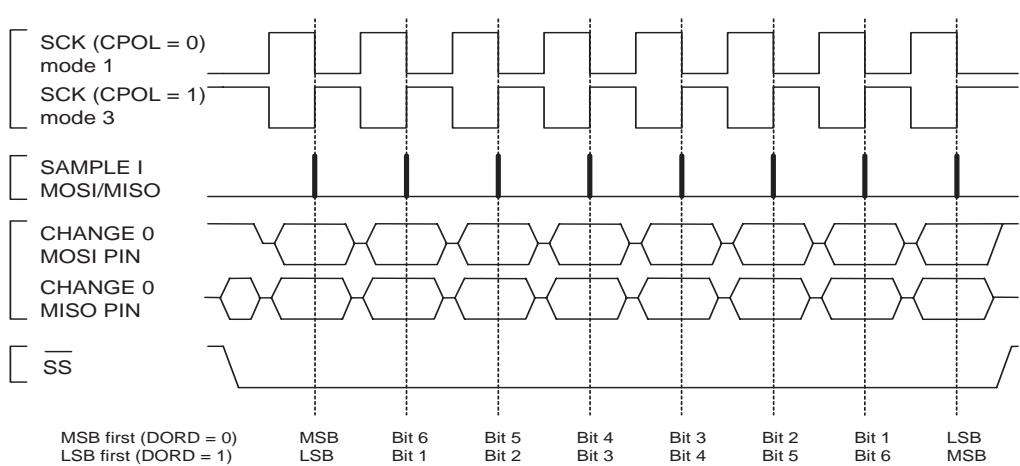 SCK (CPOL = 0)
mode 1
SCK (CPOL = 1)
mode 3
SAMPLE I
MOSI/MISO
CHANGE 0
MOSI PIN
CHANGE 0
MISO PIN
SS
MSB first (DORD = 0) MSB Bit 6 Bit 5 Bit 4 Bit 3 Bit 2 Bit 1 LSB
LSB first (DORD = 1) LSB Bit 1 Bit 2 Bit 3 Bit 4 Bit 5 Bit 6 MSB